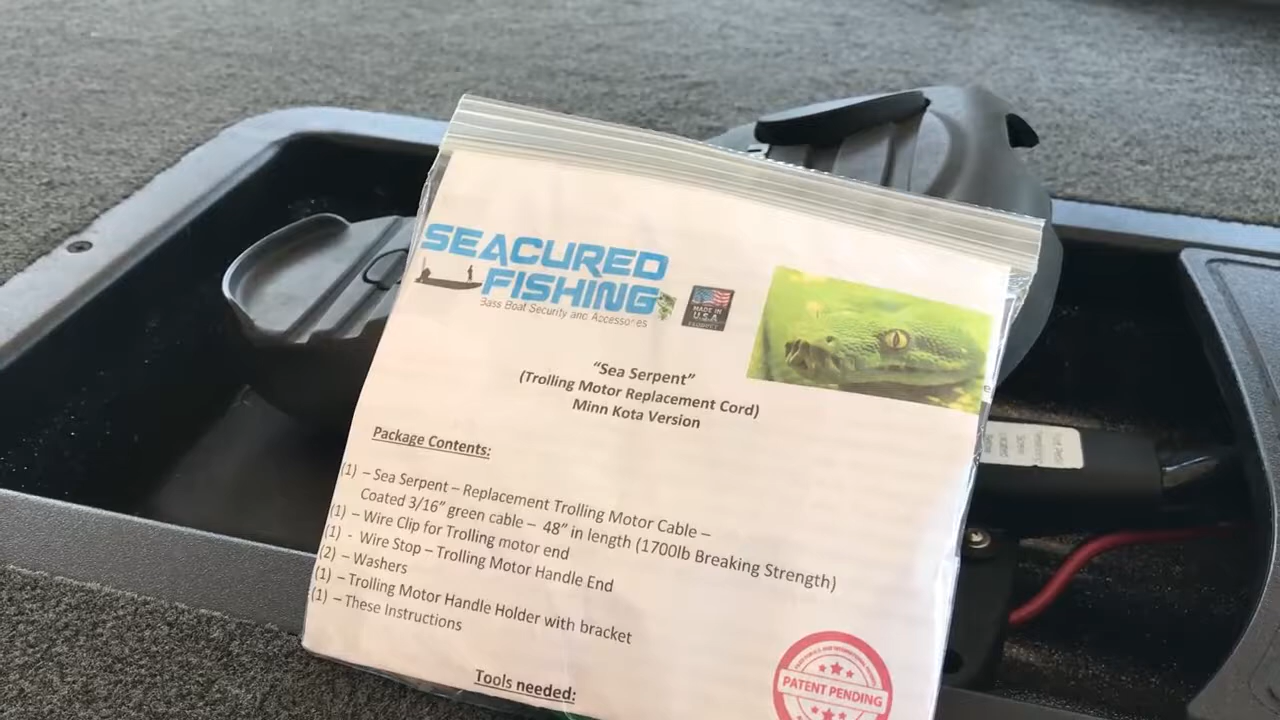 SEACURED
FISHING
Bass Boat Security and Accessories
MADE IN
USA
"Sea Serpent"
(Trolling Motor Replacement Cord)
Minn Kota Version
Package Contents:
(1) – Sea Serpent – Replacement Trolling Motor Cable –
Coated 3/16" green cable – 48" in length (1700lb Breaking Strength)
(1) – Wire Clip for Trolling motor end
(1) - Wire Stop – Trolling Motor Handle End
(2) – Washers
(1) – Trolling Motor Handle Holder with bracket
(1) – These Instructions
Tools needed:
PATENT PENDING